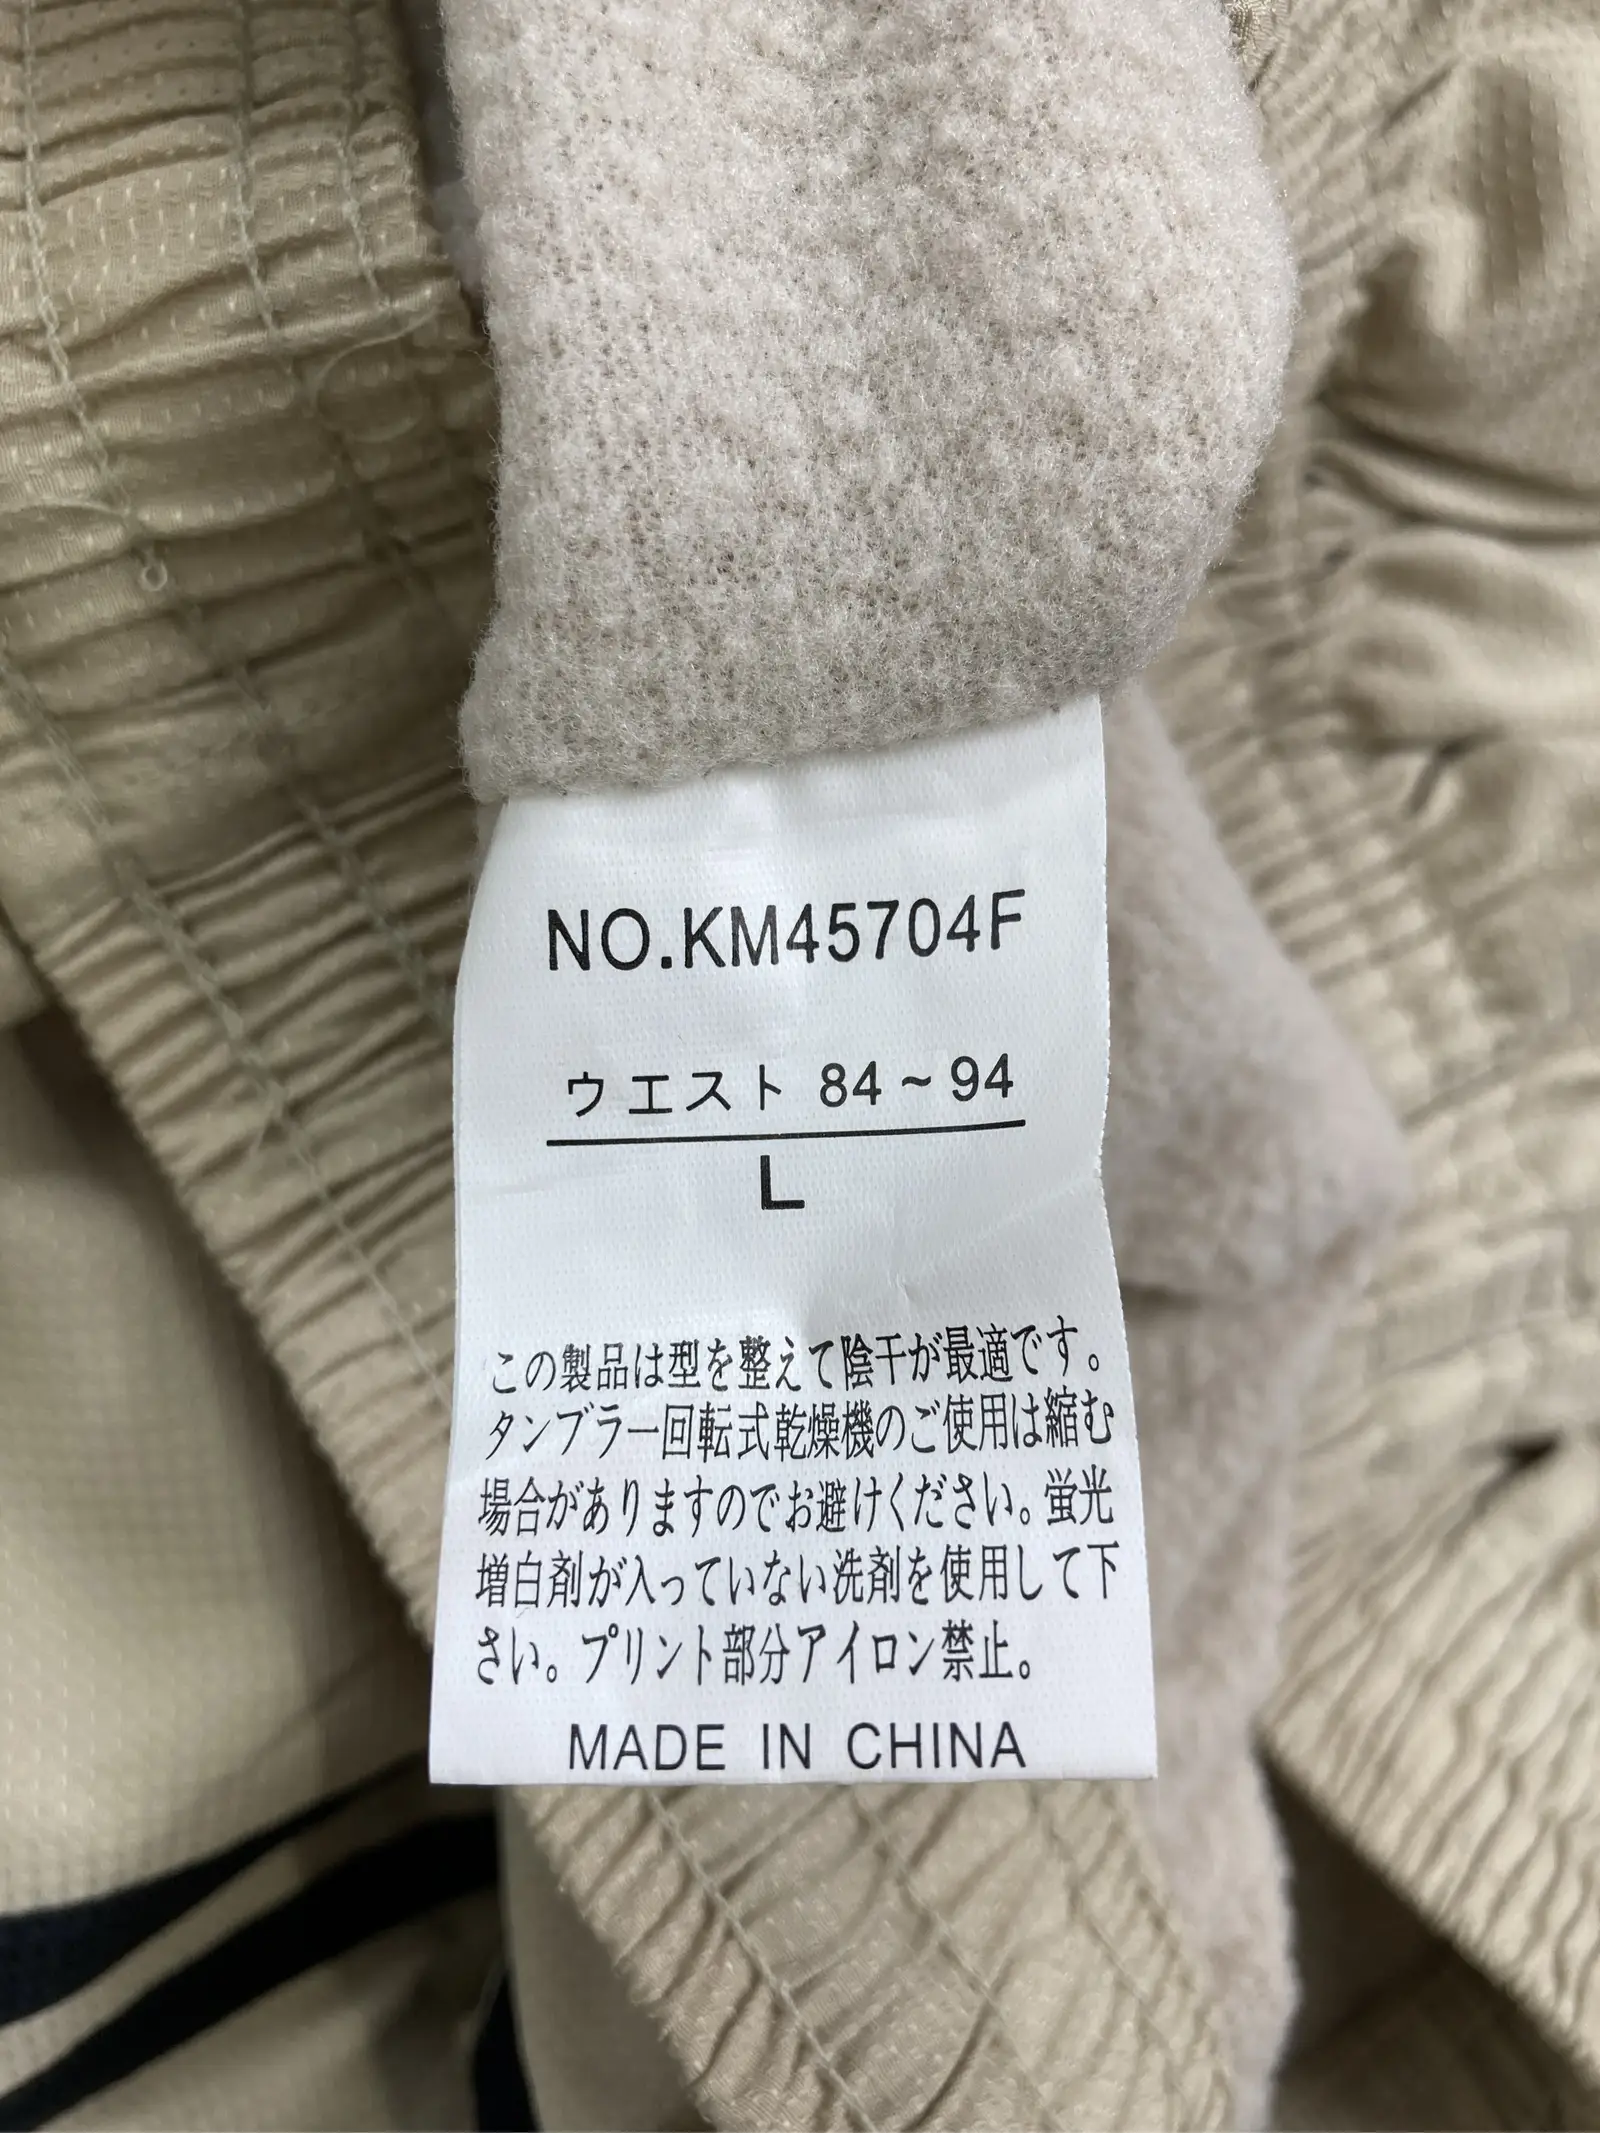 NO.KM45704F
ウエスト 84～94
L
この製品は型を整えて陰干が最適です。
タンブラー回転式乾燥機のご使用は縮む
場合がありますのでお避けください。蛍光
増白剤が入っていない洗剤を使用して下
さい。プリント部分アイロン禁止。
MADE IN CHINA